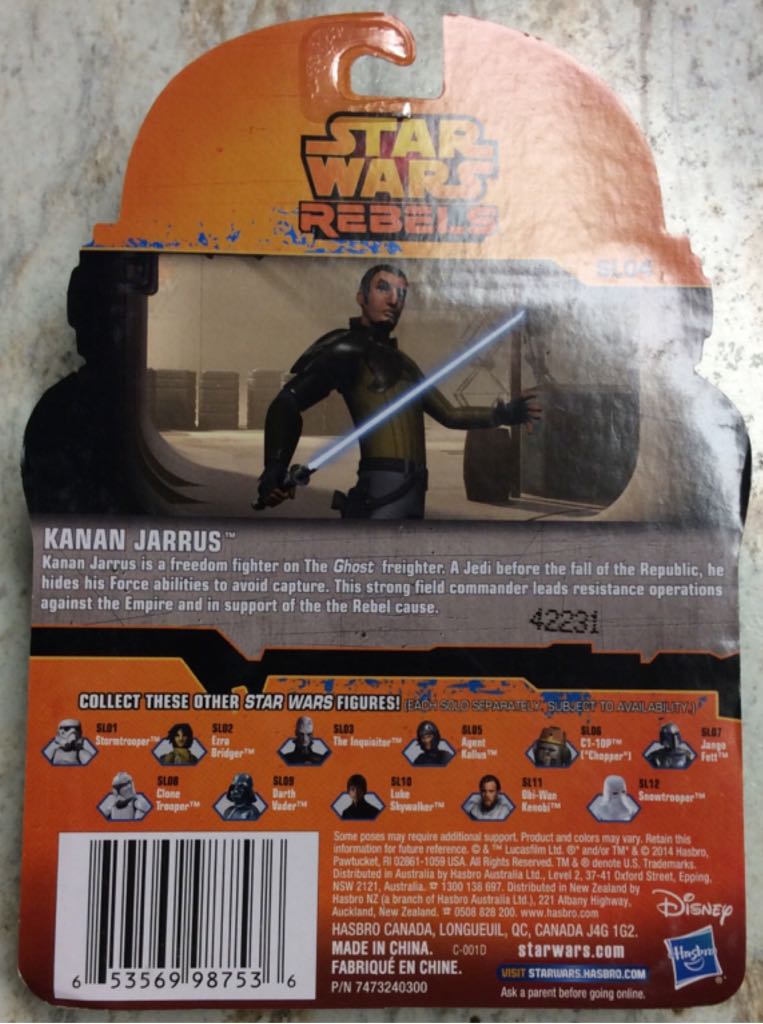 STAR
WARS
REBELS
SL04
KANAN JARRUS™
Kanan Jarrus is a freedom fighter on The Ghost freighter. A Jedi before the fall of the Republic, he
hides his Force abilities to avoid capture. This strong field commander leads resistance operations
against the Empire and in support of the the Rebel cause.
42231
COLLECT THESE OTHER STAR WARS FIGURES! (EACH SOLD SEPARATELY. SUBJECT TO AVAILABILITY.)
SL01
Stormtrooper™
SL02
Ezra
Bridger™
SL03
The Inquisitor™
SL05
Agent
Kallus™
SL06
C1-10P™
("Chopper")
SL07
Jango
Fett™
SL08
Clone
Trooper™
SL09
Darth
Vader™
SL10
Luke
Skywalker™
SL11
Obi-Wan
Kenobi™
SL12
Snowtrooper™
Some poses may require additional support. Product and colors may vary. Retain this
information for future reference. © & ™ Lucasfilm Ltd. ®* and/or TM* & © 2014 Hasbro,
Pawtucket, RI 02861-1059 USA. All Rights Reserved. TM & ® denote U.S. Trademarks.
Distributed in Australia by Hasbro Australia Ltd., Level 2, 37-41 Oxford Street, Epping,
NSW 2121, Australia. ☎ 1300 138 697. Distributed in New Zealand by
Hasbro NZ (a branch of Hasbro Australia Ltd.), 221 Albany Highway,
Auckland, New Zealand. ☎ 0508 828 200. www.hasbro.com
HASBRO CANADA, LONGUEUIL, QC, CANADA J4G 1G2.
MADE IN CHINA. C-001D
FABRIQUÉ EN CHINE.
P/N 7473240300
starwars.com
VISIT STARWARS.HASBRO.COM
Ask a parent before going online.
DISNEY
Hasbro
6 53569 98753 6